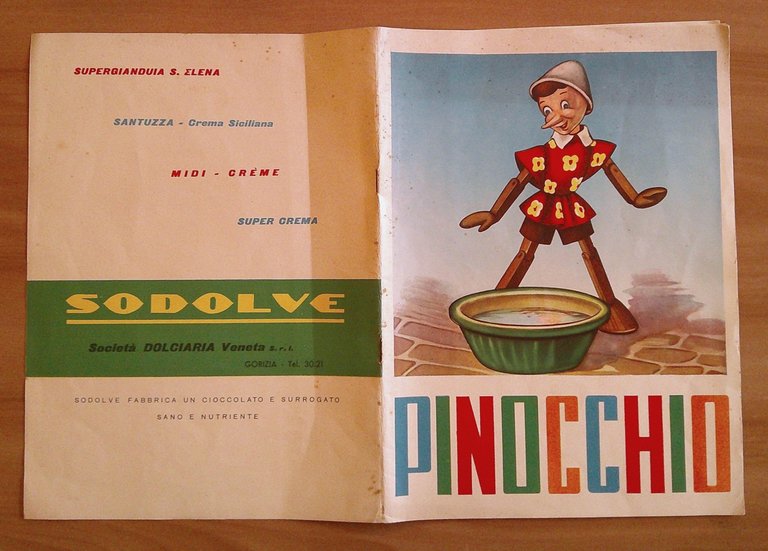 SUPERGIANDUIA S. ELENA
SANTUZZA - Crema Siciliana
MIDI - CRÈME
SUPER CREMA
SODOLVE
Società DOLCIARIA Veneta s.r.l.
GORIZIA - Tel. 30.21
SODOLVE FABBRICA UN CIOCCOLATO E SURROGATO
SANO E NUTRIENTE
PINOCCHIO